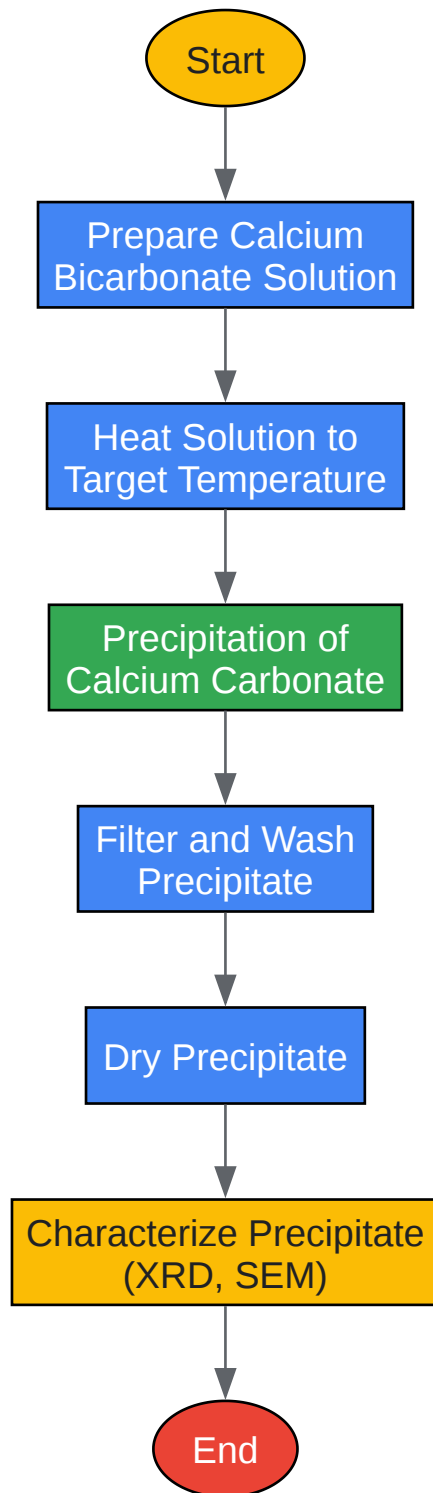 Start
Prepare Calcium
Bicarbonate Solution
Heat Solution to
Target Temperature
Precipitation of
Calcium Carbonate
Filter and Wash
Precipitate
Dry Precipitate
Characterize Precipitate
(XRD, SEM)
End